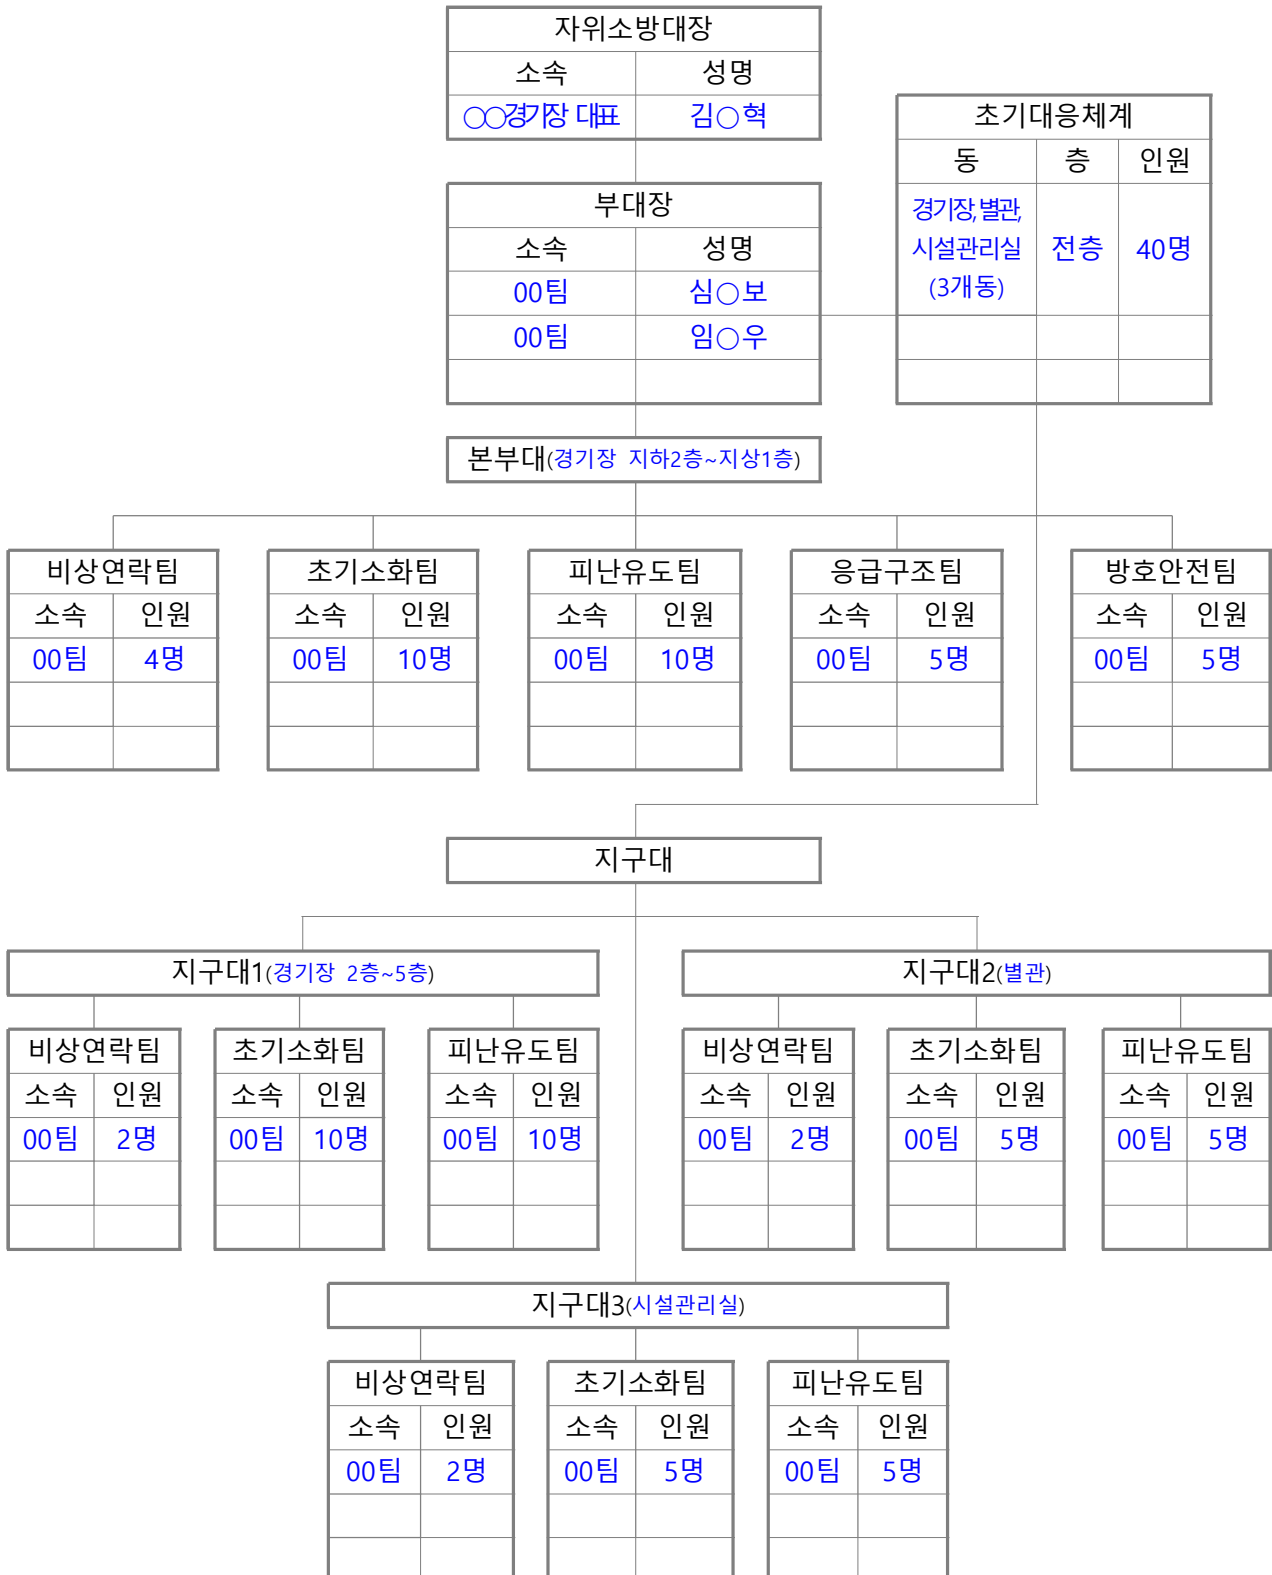 자위소방대장
소속 성명
○○경기장 대표 김○혁
초기대응체계
동 층 인원
경기장,별관,
시설관리실
(3개동)
전층 40명
부대장
소속 성명
00팀 심○보
00팀 임○우
본부대(경기장 지하2층~지상1층)
비상연락팀 초기소화팀 피난유도팀 응급구조팀 방호안전팀
소속 인원 소속 인원 소속 인원 소속 인원 소속 인원
00팀 4명 00팀 10명 00팀 10명 00팀 5명 00팀 5명
지구대
지구대1(경기장 2층~5층) 지구대2(별관)
비상연락팀 초기소화팀 피난유도팀 비상연락팀 초기소화팀 피난유도팀
소속 인원 소속 인원 소속 인원 소속 인원 소속 인원 소속 인원
00팀 2명 00팀 10명 00팀 10명 00팀 2명 00팀 5명 00팀 5명
지구대3(시설관리실)
비상연락팀 초기소화팀 피난유도팀
소속 인원 소속 인원 소속 인원
00팀 2명 00팀 5명 00팀 5명